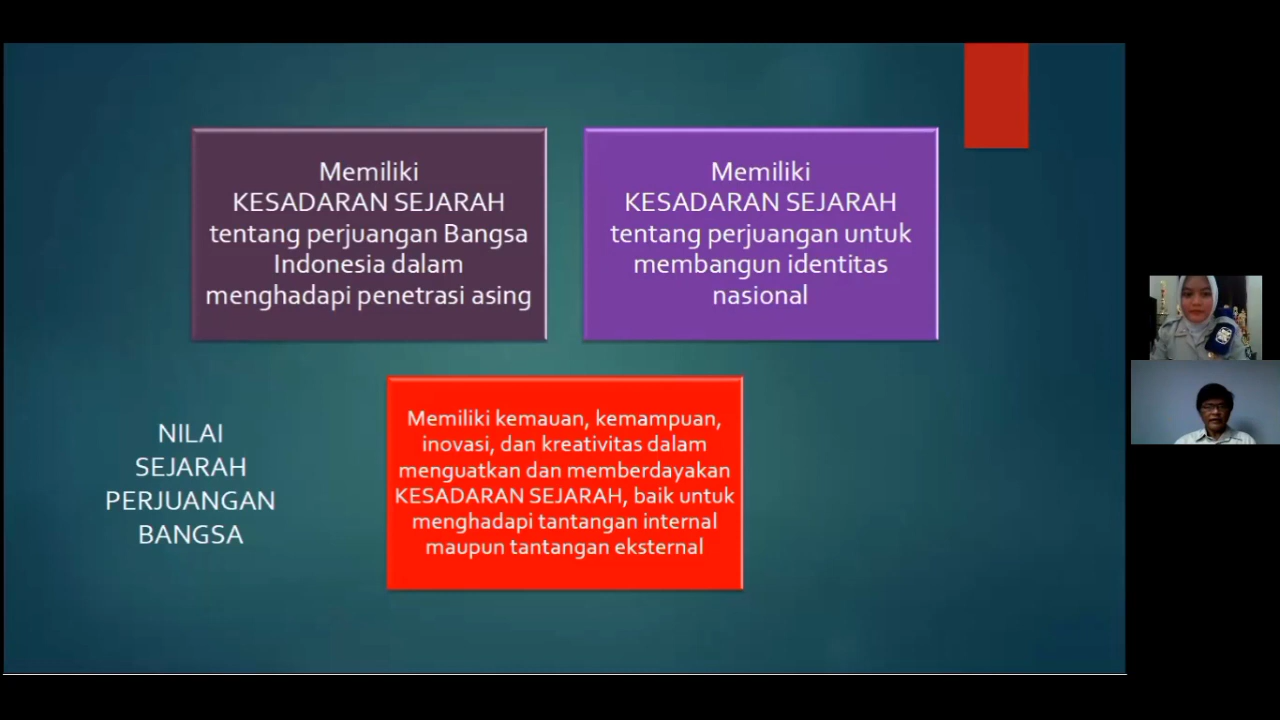 Memiliki
KESADARAN SEJARAH
tentang perjuangan Bangsa
Indonesia dalam
menghadapi penetrasi asing
Memiliki
KESADARAN SEJARAH
tentang perjuangan untuk
membangun identitas
nasional
NILAI
SEJARAH
PERJUANGAN
BANGSA
Memiliki kemauan, kemampuan,
inovasi, dan kreativitas dalam
menguatkan dan memberdayakan
KESADARAN SEJARAH, baik untuk
menghadapi tantangan internal
maupun tantangan eksternal